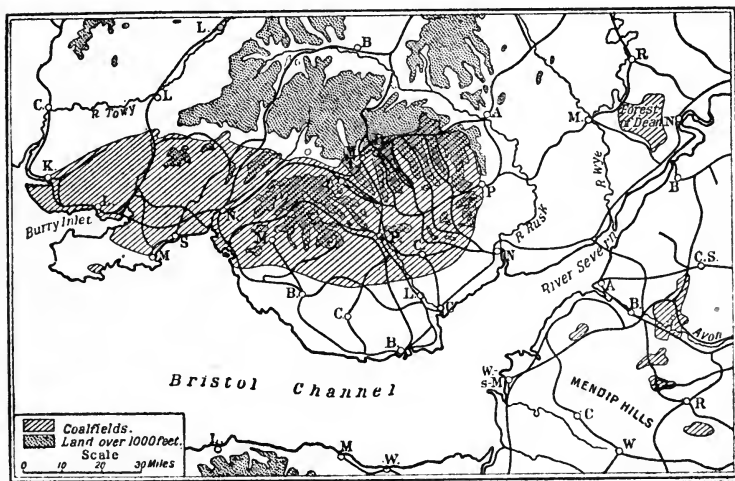 L.
B
R
C.
L
R Towy
A
M.
Forest
of Dean
N
R Wye
K
M
P
B
L.
Burry Inlet
N.
R Rusk
S
M
M
P
C
N
C.S.
River Severn
B.
L.
C
A
C.
B.
Avon
B.
W.-
s-M
Bristol Channel
MENDIP HILLS
R
C
Coalfields.
Land over 1000 feet.
Scale
0 10 20 30 Miles
I.
M
W.
W